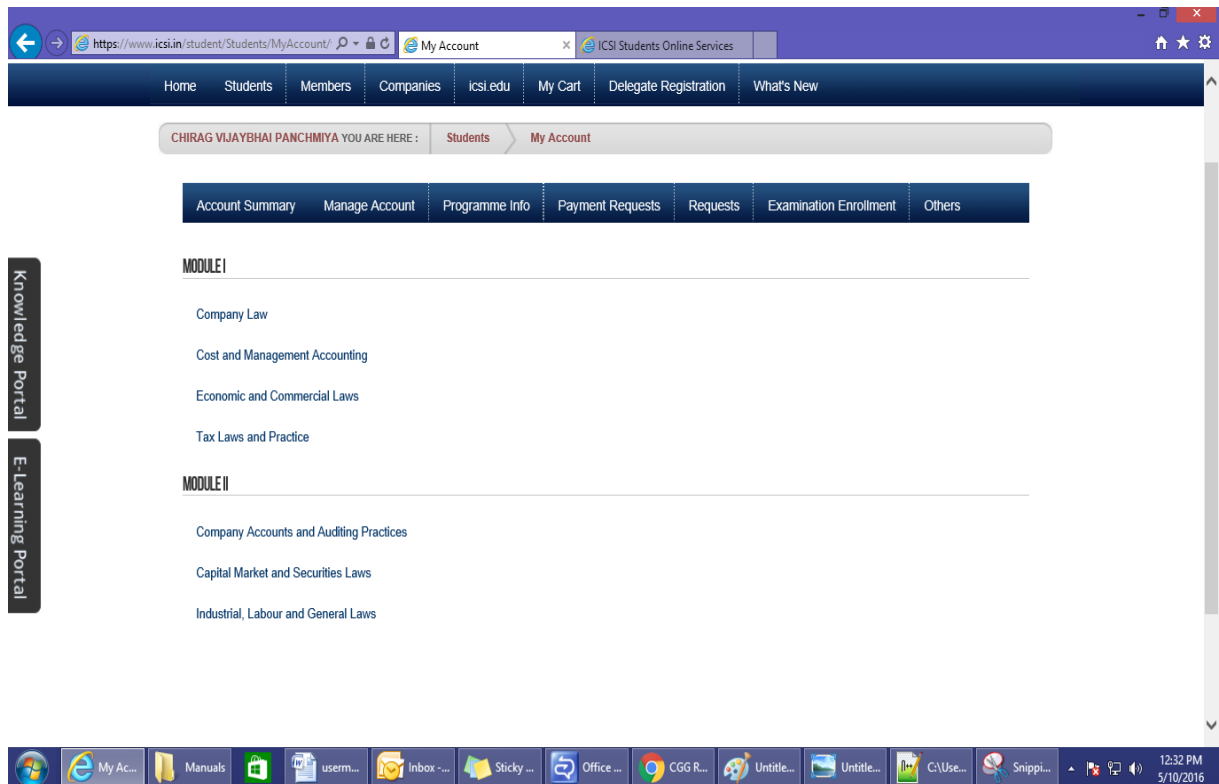 https://www.icsi.in/student/Students/MyAccount/ My Account ICSI Students Online Services
Home Students Members Companies icsi.edu My Cart Delegate Registration What's New
CHIRAG VIJAYBHAI PANCHMIYA YOU ARE HERE : Students My Account
Account Summary Manage Account Programme Info Payment Requests Requests Examination Enrollment Others
MODULE I
Company Law
Cost and Management Accounting
Economic and Commercial Laws
Tax Laws and Practice
MODULE II
Company Accounts and Auditing Practices
Capital Market and Securities Laws
Industrial, Labour and General Laws
Knowledge Portal
E-Learning Portal
My Ac... Manuals userm... Inbox -... Sticky ... Office ... CGG R... Untitle... Untitle... C:\Use... Snippi... 12:32 PM
5/10/2016